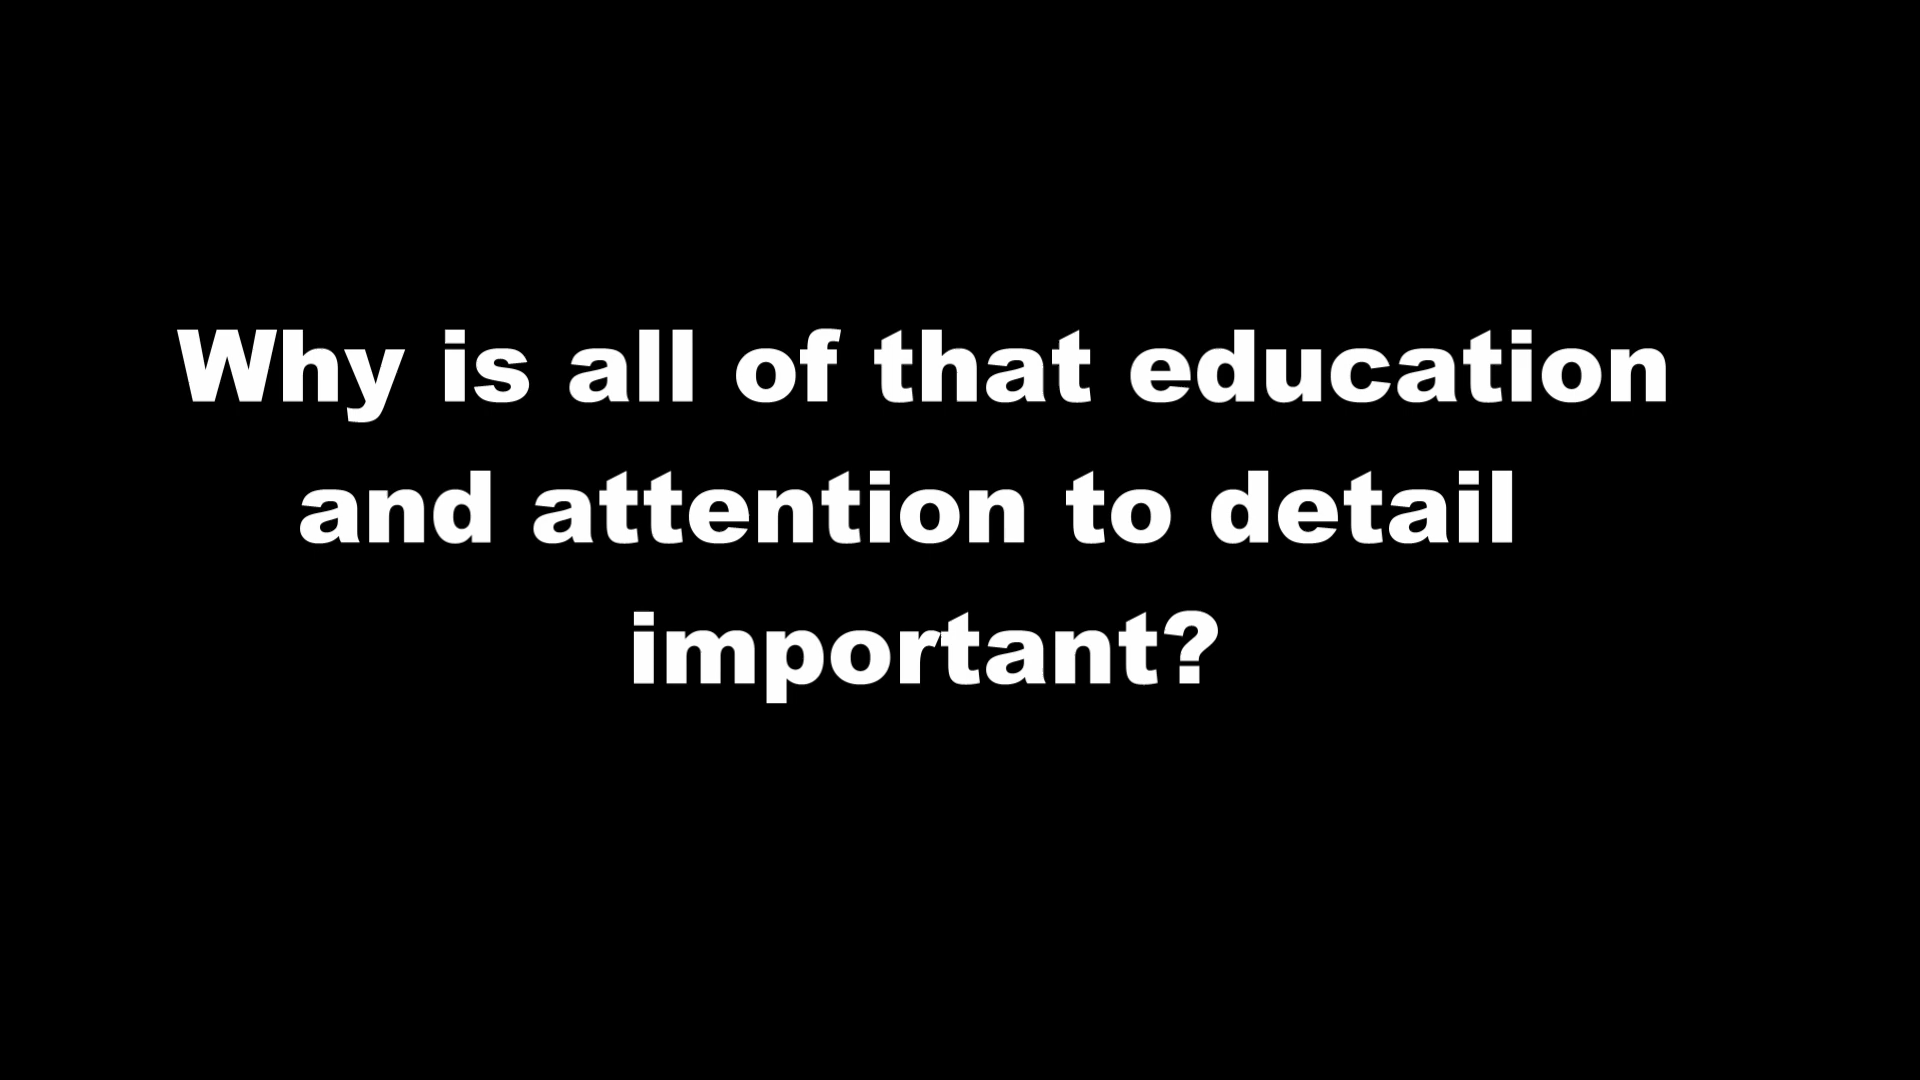 Why is all of that education
and attention to detail
important?